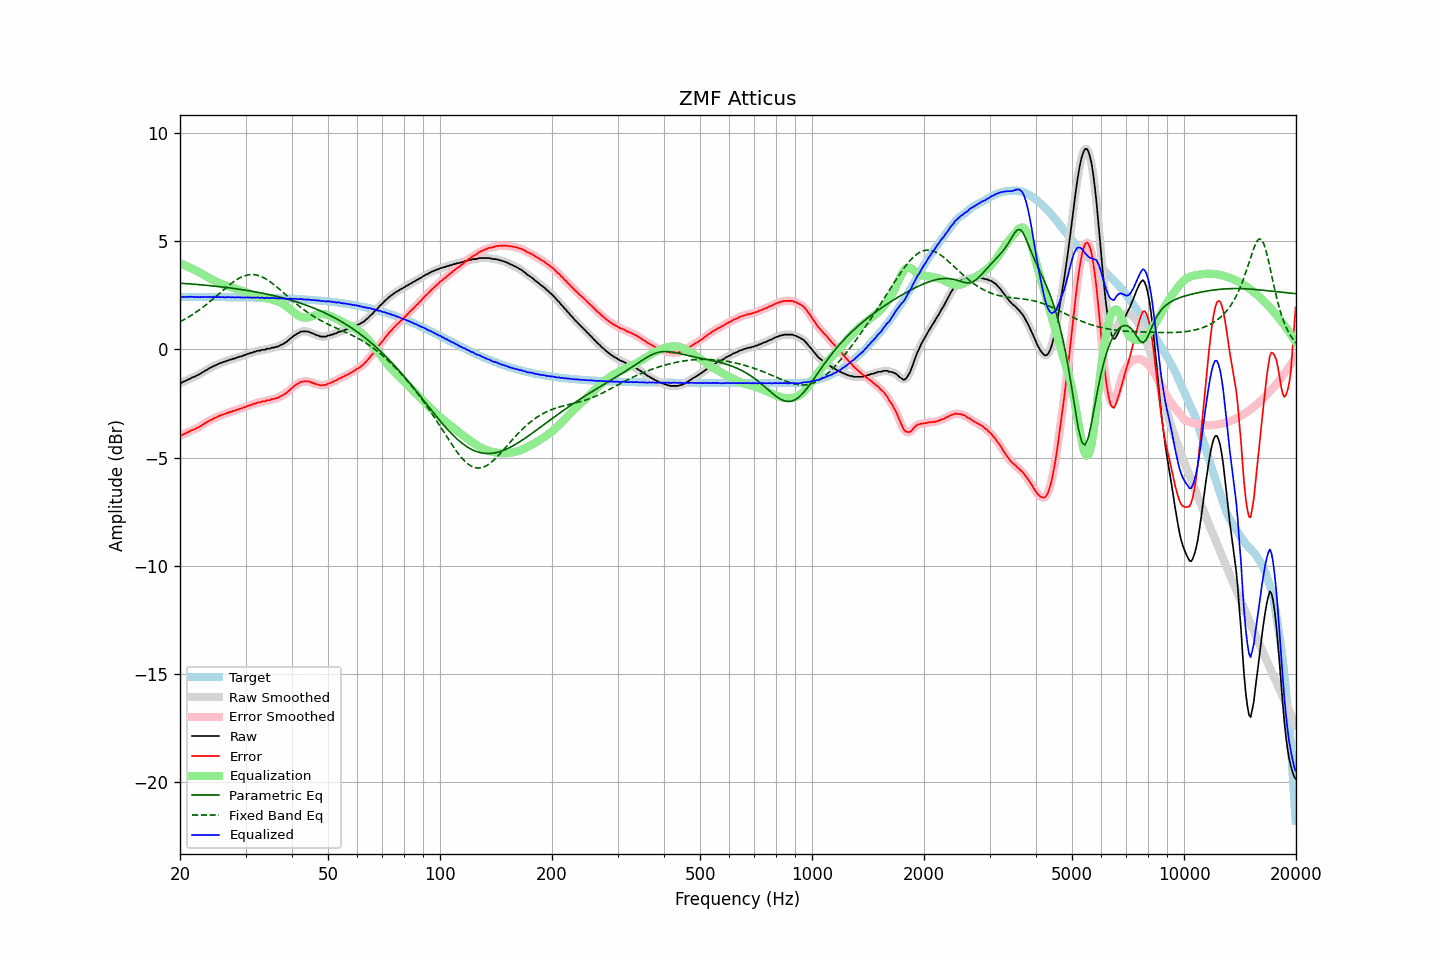 ZMF Atticus
Amplitude (dBr)
10
5
0
−5
−10
−15
−20
Target
Raw Smoothed
Error Smoothed
Raw
Error
Equalization
Parametric Eq
Fixed Band Eq
Equalized
20 50 100 200 500 1000 2000 5000 10000 20000
Frequency (Hz)